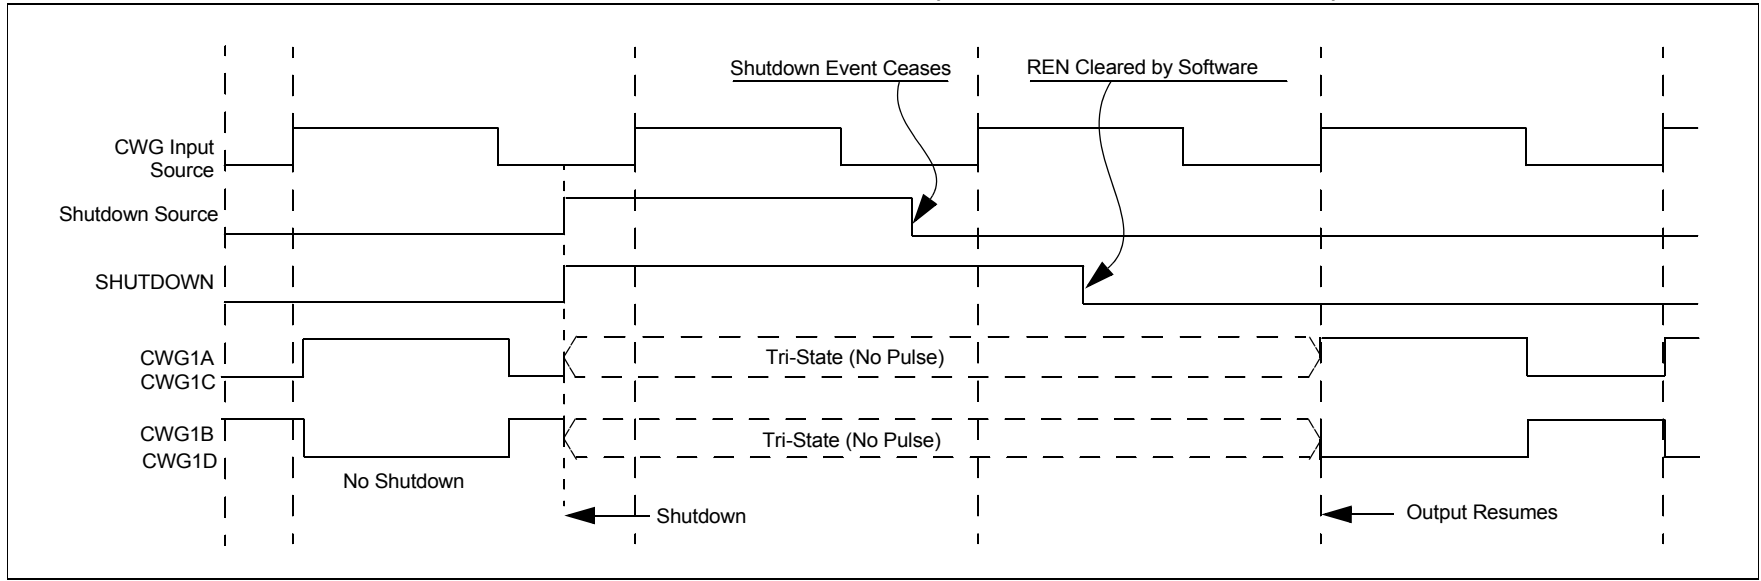 Shutdown Event Ceases
REN Cleared by Software
CWG Input
Source
Shutdown Source
SHUTDOWN
CWG1A
CWG1C
Tri-State (No Pulse)
CWG1B
CWG1D
Tri-State (No Pulse)
No Shutdown
Shutdown
Output Resumes